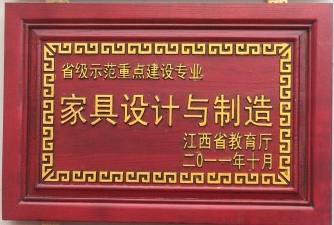 省级示范重点建设专业
家具设计与制造
江西省教育厅
二〇一一年十月